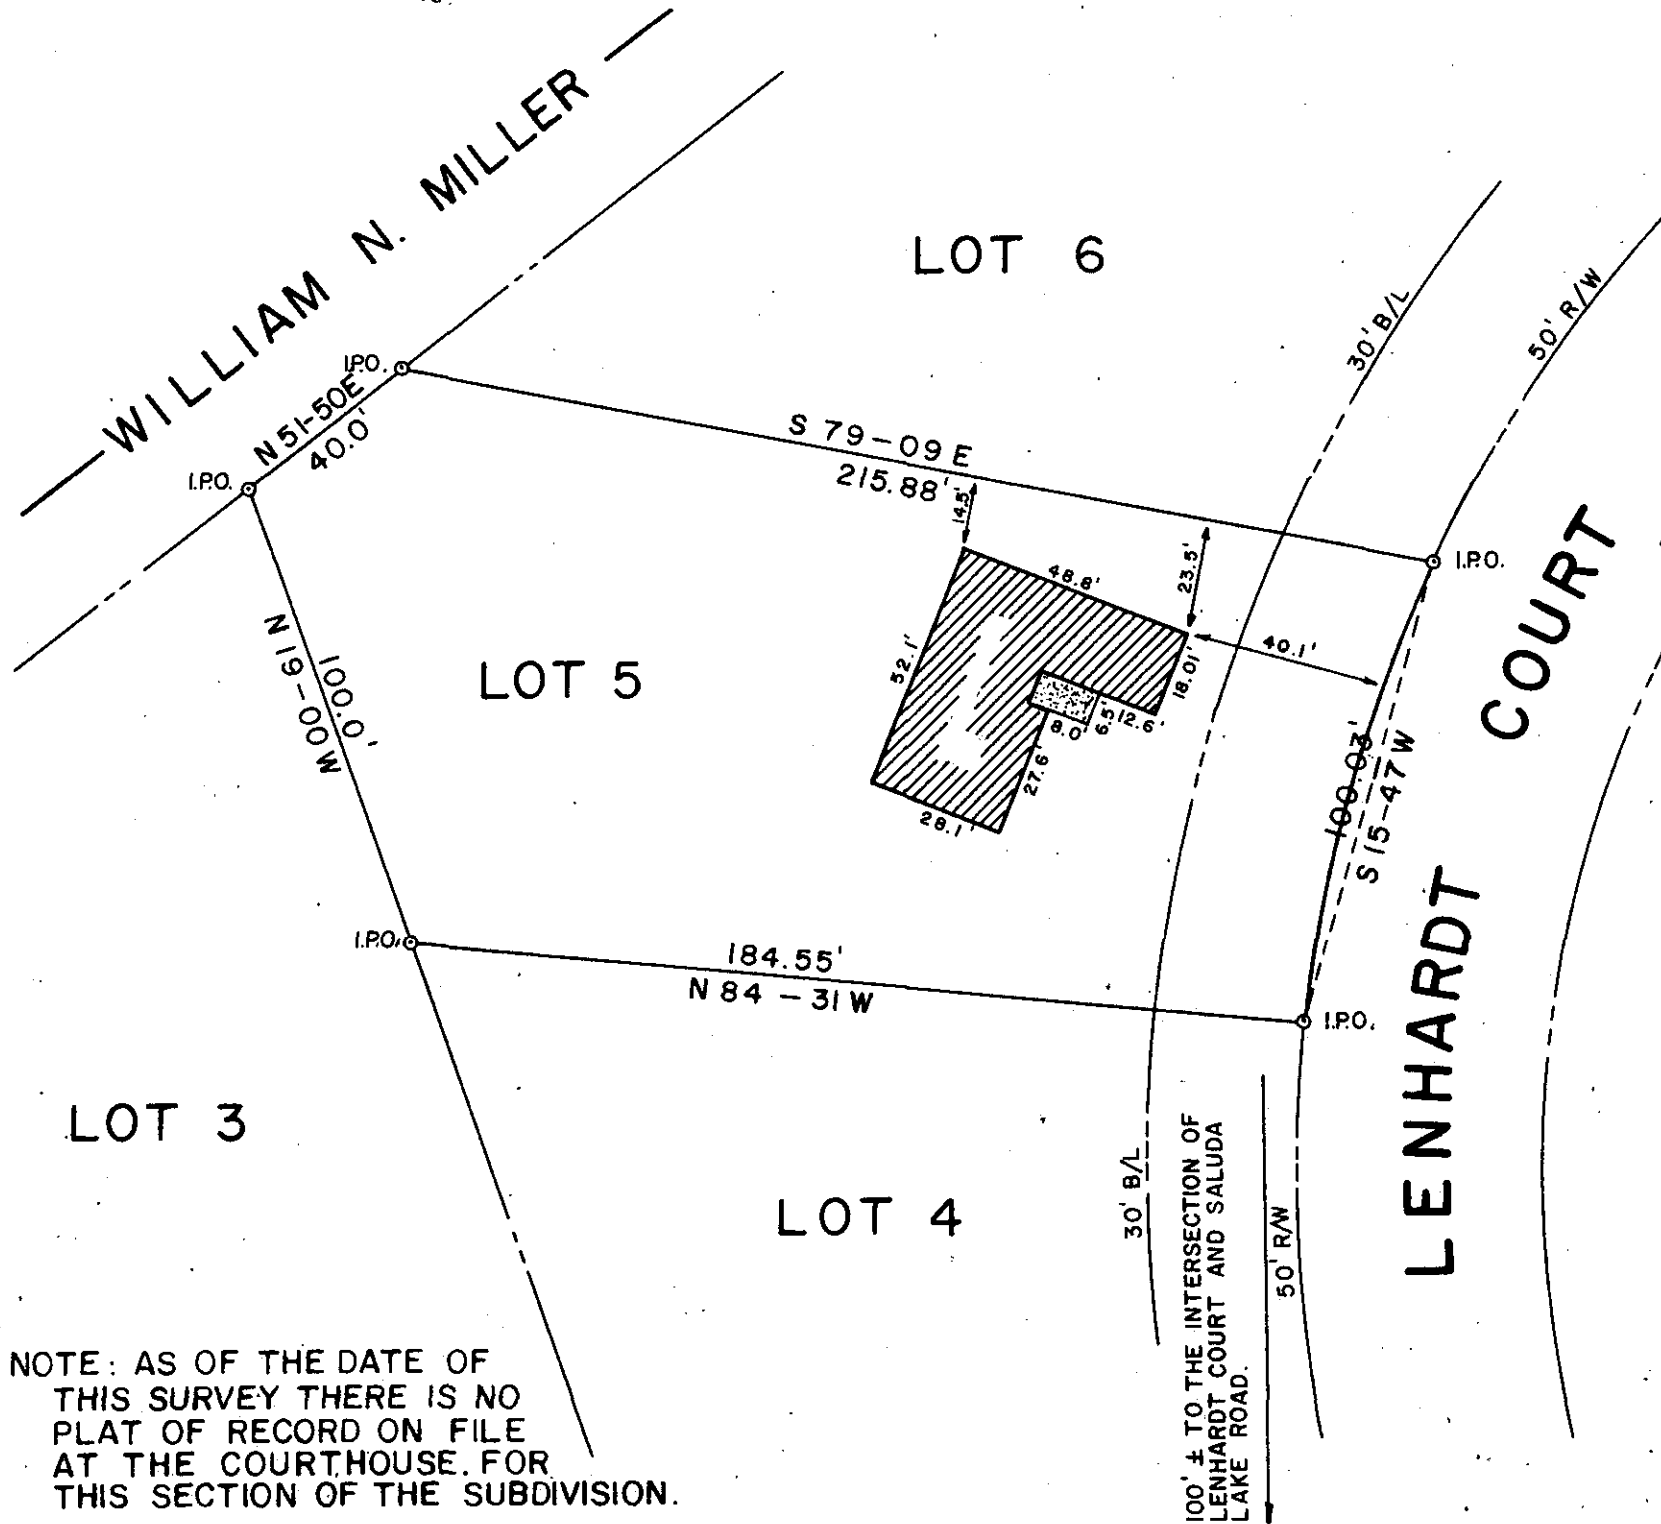 WILLIAM N. MILLER
LOT 6
30' B/L
50' R/W
I.P.O.
N 51-50E
40.0'
I.P.O.
S 79-09 E
215.88'
14.5'
23.5'
I.P.O.
48.8'
40.1'
52.1'
18.01'
8.0'
6.5'
12.6'
27.6'
28.1'
LOT 5
N 19-00W
100.0'
100.03'
S 15-47 W
LENHARDT COURT
I.P.O.
184.55'
N 84-31 W
I.P.O.
LOT 3
LOT 4
30' B/L
100' ± TO THE INTERSECTION OF
LENHARDT COURT AND SALUDA
LAKE ROAD.
50' R/W
NOTE: AS OF THE DATE OF
THIS SURVEY THERE IS NO
PLAT OF RECORD ON FILE
AT THE COURTHOUSE. FOR
THIS SECTION OF THE SUBDIVISION.